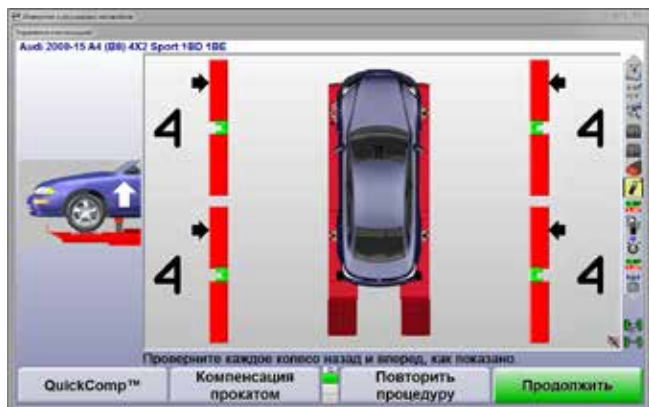 Audi 2008-15 A4 (B8) 4X2 Sport 1BD 1BE
4
4
4
4
Проверните каждое колесо назад и вперед, как показано.
QuickComp™
Компенсация
прокатом
Повторить
процедуру
Продолжить